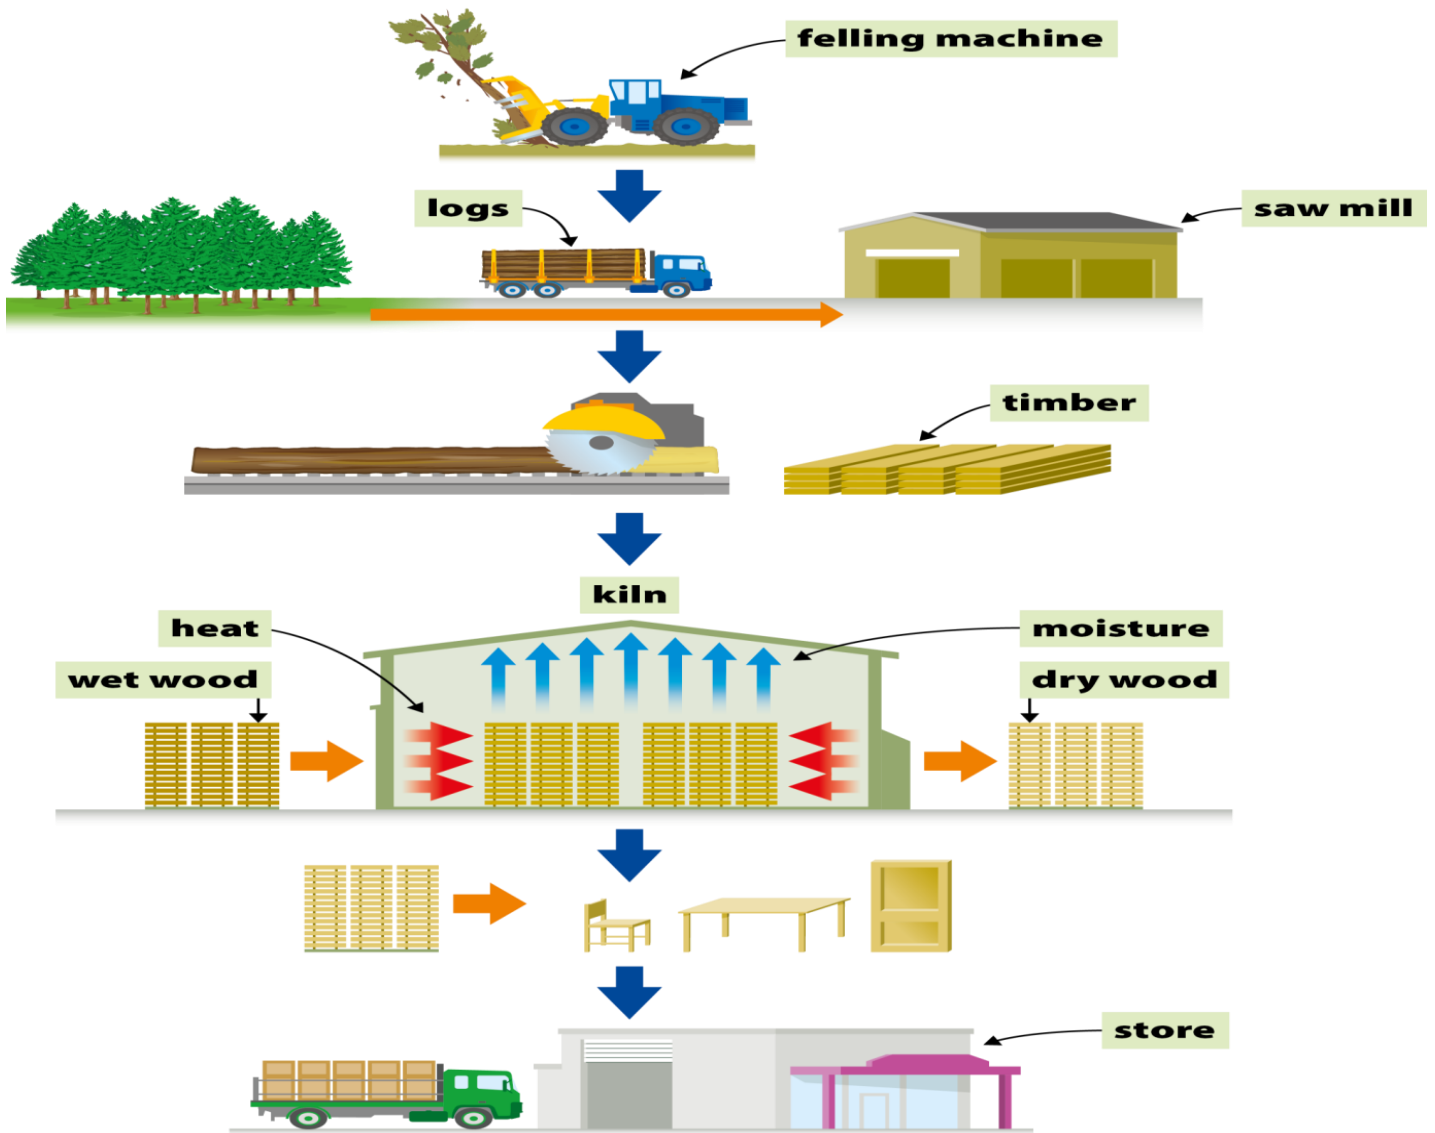 felling machine
logs
saw mill
timber
kiln
heat
moisture
wet wood
dry wood
store